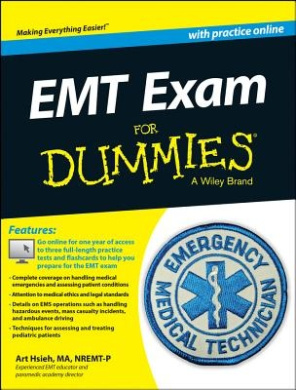 Making Everything Easier!™
with practice online
EMT Exam
FOR
DUMMIES®
A Wiley Brand
Features:
Go online for one year of access
to three full-length practice
tests and flashcards to help you
prepare for the EMT exam
• Complete coverage on handling medical
emergencies and assessing patient conditions
• Attention to medical ethics and legal standards
• Details on EMS operations such as handling
hazardous events, mass casualty incidents,
and ambulance driving
• Techniques for assessing and treating
pediatric patients
EMERGENCY
MEDICAL TECHNICIAN
Art Hsieh, MA, NREMT-P
Experienced EMT educator and
paramedic academy director